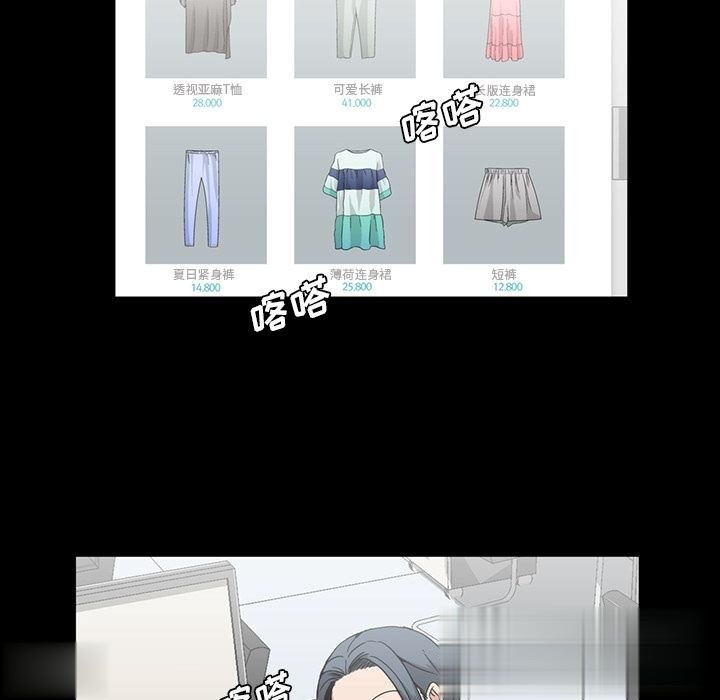 透视亚麻T恤
28.000
可爱长裤
41.000
长版连身裙
22.800
喀嗒
夏日紧身裤
14.800
薄荷连身裙
25.800
短裤
12.800
喀嗒
喀嗒